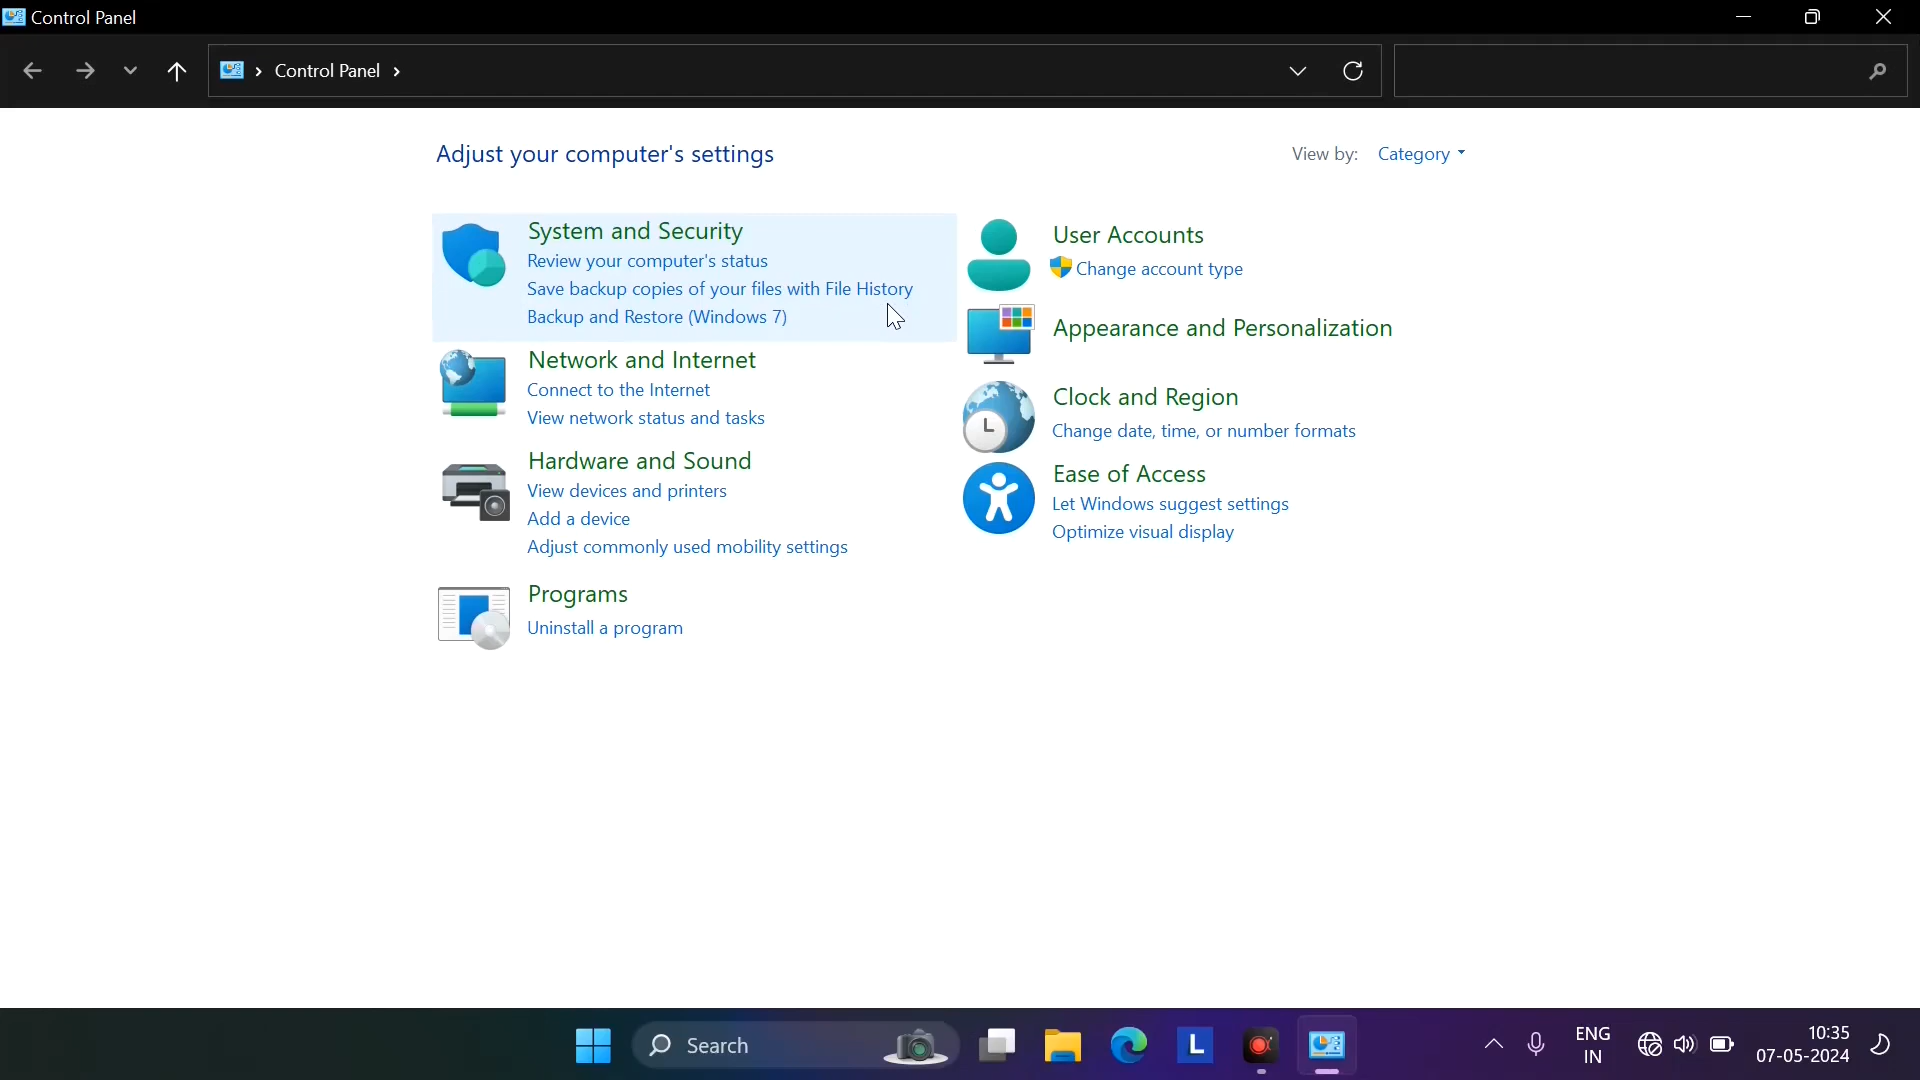 Control Panel
Control Panel
Adjust your computer's settings
View by: Category
System and Security
Review your computer's status
Save backup copies of your files with File History
Backup and Restore (Windows 7)
Network and Internet
Connect to the Internet
View network status and tasks
Hardware and Sound
View devices and printers
Add a device
Adjust commonly used mobility settings
Programs
Uninstall a program
User Accounts
Change account type
Appearance and Personalization
Clock and Region
Change date, time, or number formats
Ease of Access
Let Windows suggest settings
Optimize visual display
Search
L
ENG
IN
10:35
07-05-2024